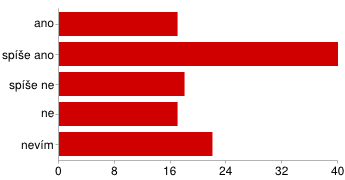 ano
spíše ano
spíše ne
ne
nevím
0 8 16 24 32 40